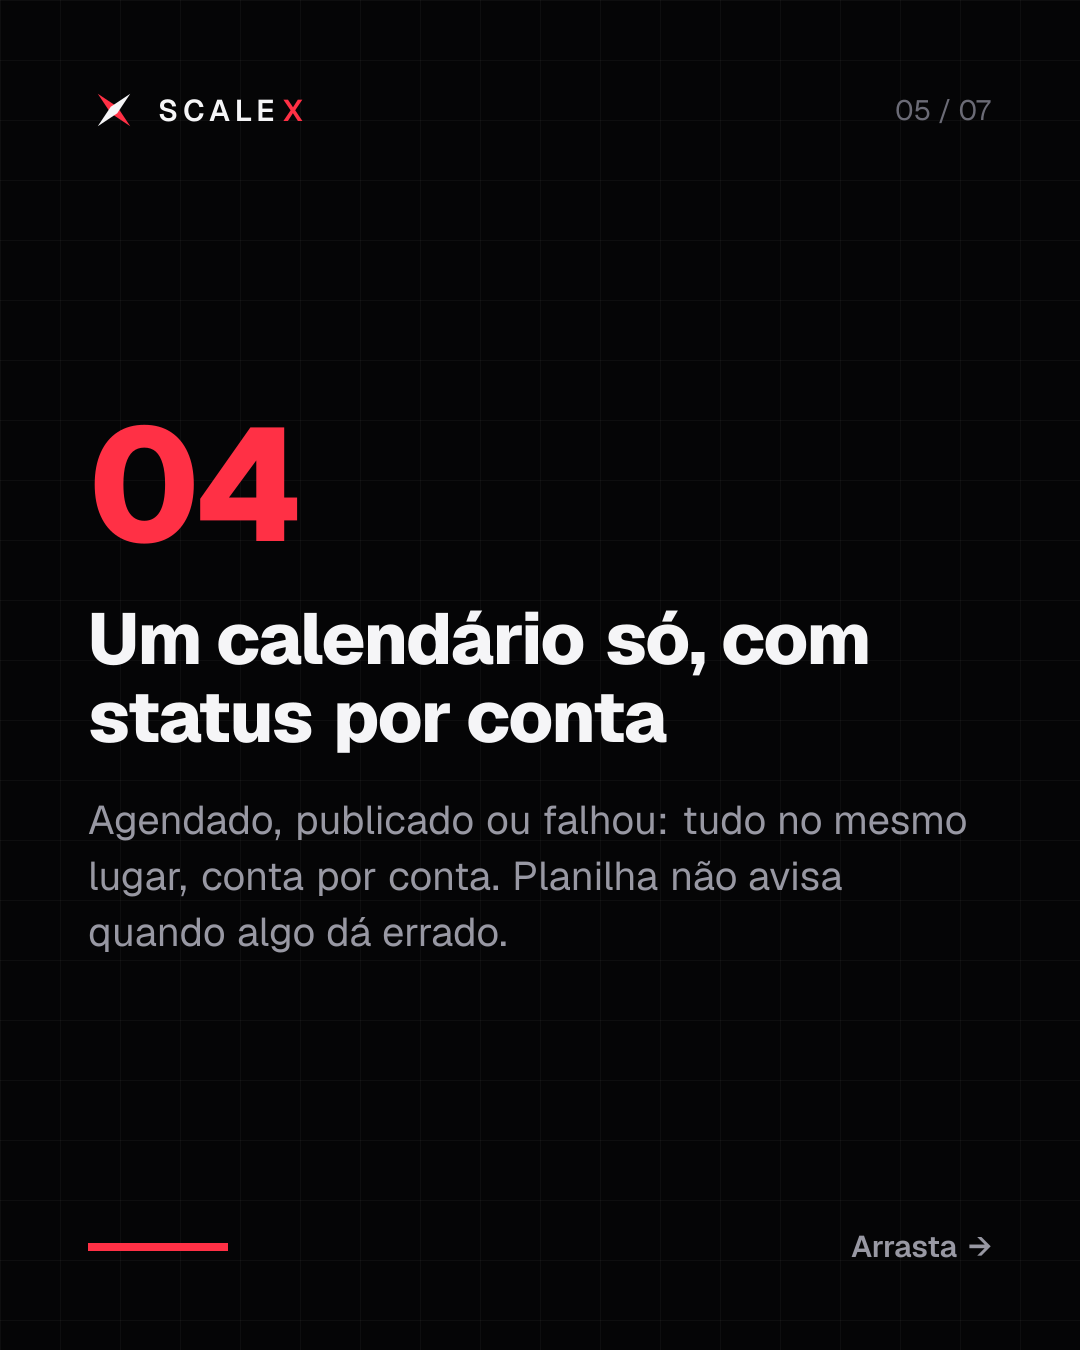 SCALEX
05 / 07
04
Um calendário só, com
status por conta
Agendado, publicado ou falhou: tudo no mesmo
lugar, conta por conta. Planilha não avisa
quando algo dá errado.
Arrasta →